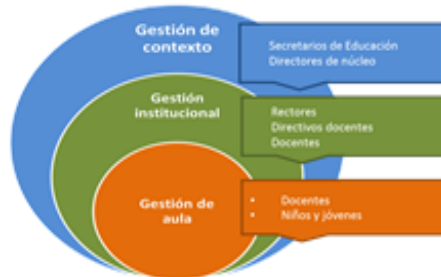 Gestión de
contexto
Secretarios de Educación
Directores de núcleo
Gestión
institucional
Rectores
Directivos docentes
Docentes
Gestión de
aula
• Docentes
• Niños y jóvenes